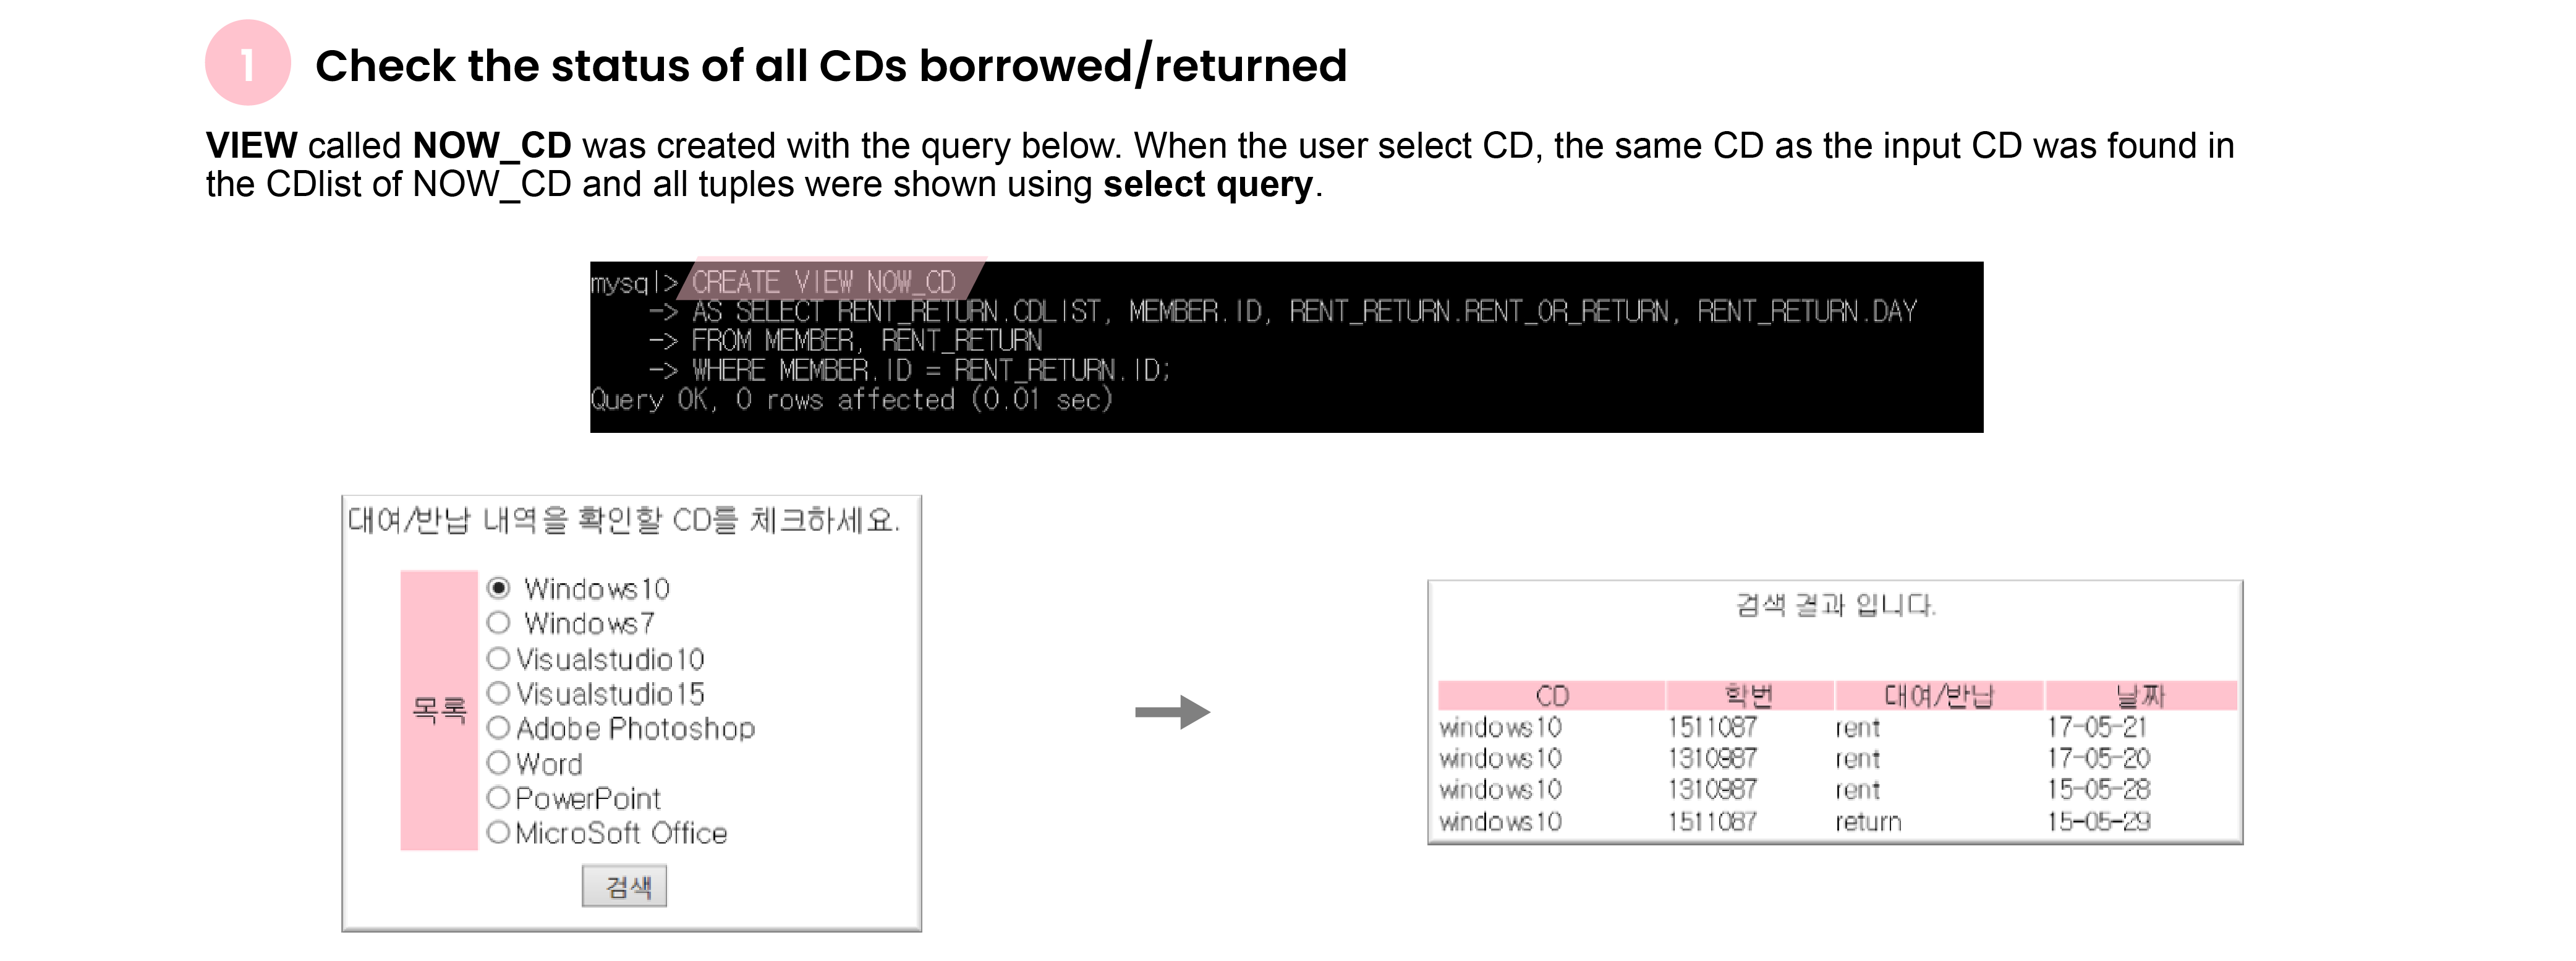 1 Check the status of all CDs borrowed/returned
VIEW called NOW_CD was created with the query below. When the user select CD, the same CD as the input CD was found in
the CDlist of NOW_CD and all tuples were shown using select query.
mysql> CREATE VIEW NOW_CD
-> AS SELECT RENT_RETURN.CDLIST, MEMBER.ID, RENT_RETURN.RENT_OR_RETURN, RENT_RETURN.DAY
-> FROM MEMBER, RENT_RETURN
-> WHERE MEMBER.ID = RENT_RETURN.ID;
Query OK, 0 rows affected (0.01 sec)
대여/반납 내역을 확인할 CD를 체크하세요.
목록
Windows10
Windows7
Visualstudio10
Visualstudio15
Adobe Photoshop
Word
PowerPoint
MicroSoft Office
검색
검색 결과 입니다.
CD 학번 대여/반납 날짜
windows10 1511087 rent 17-05-21
windows10 1310987 rent 17-05-20
windows10 1310987 rent 15-05-28
windows10 1511087 return 15-05-29